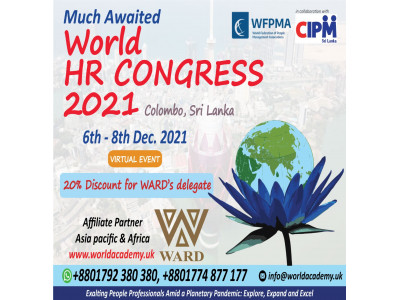 Much Awaited
World
HR CONGRESS
2021 Colombo, Sri Lanka
6th - 8th Dec. 2021
VIRTUAL EVENT
20% Discount for WARD's delegate
Affiliate Partner
Asia pacific & Africa
www.worldacademy.uk
WARD
WFPMA
World Federation of People
Management Associations
In collaboration with
CIPM
Sri Lanka
+8801792 380 380, +8801774 877 177
info@worldacademy.uk
Exalting People Professionals Amid a Planetary Pandemic: Explore, Expand and Excel